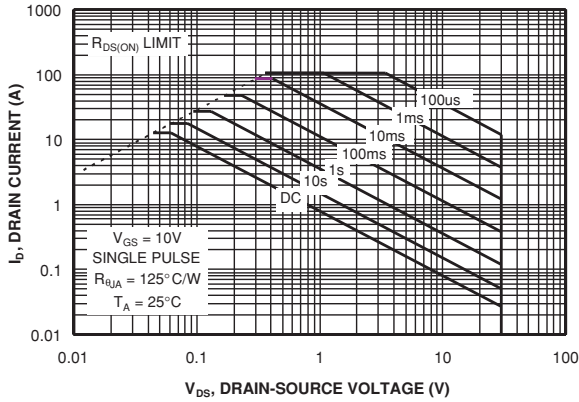 1000
100
10
1
0.1
0.01
I_D, DRAIN CURRENT (A)
R_DS(ON) LIMIT
100us
1ms
10ms
100ms
1s
10s
DC
V_GS = 10V
SINGLE PULSE
R_θJA = 125°C/W
T_A = 25°C
0.01 0.1 1 10 100
V_DS, DRAIN-SOURCE VOLTAGE (V)